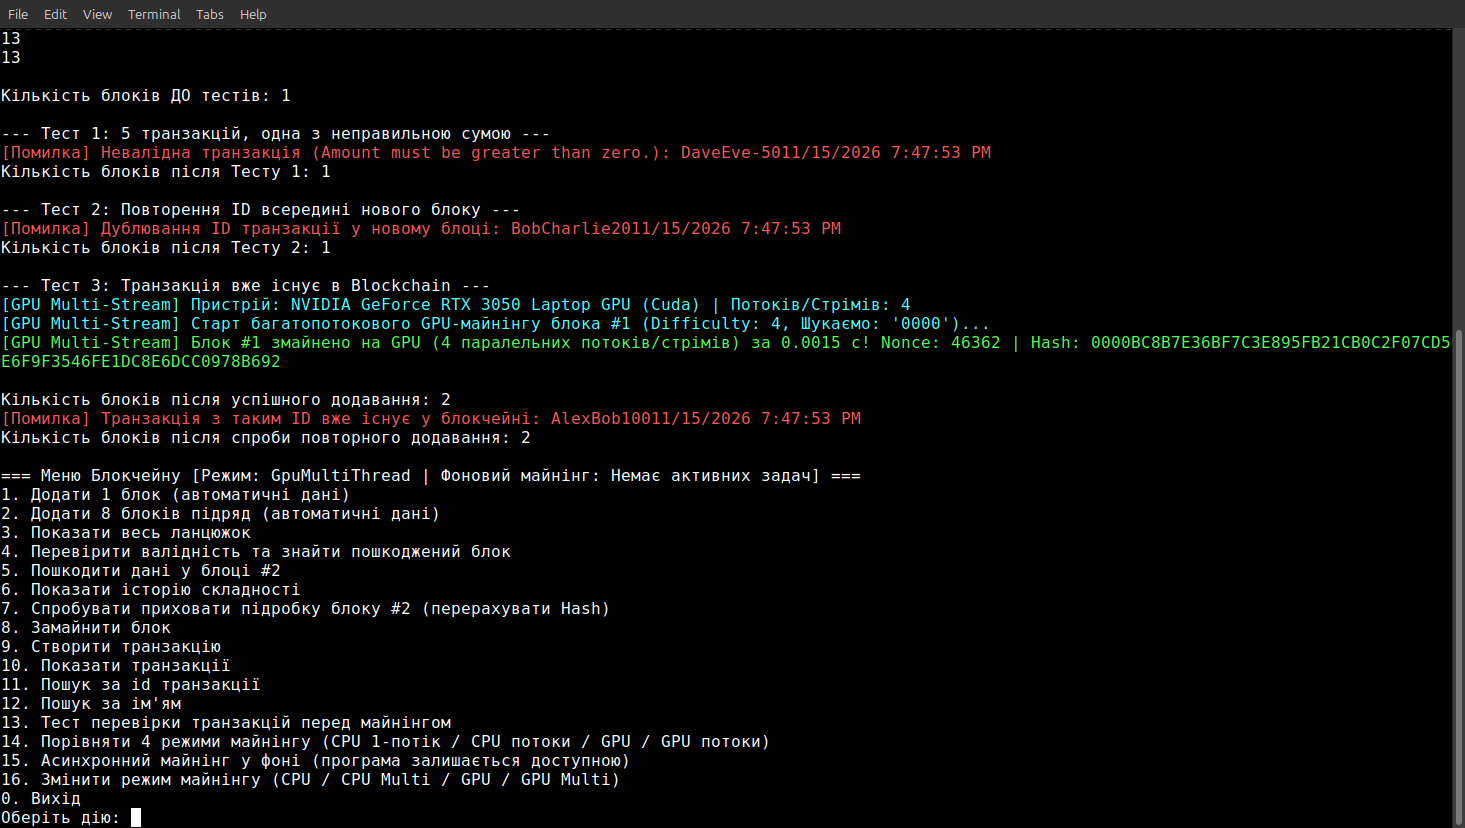 File Edit View Terminal Tabs Help
13
13
Кількість блоків ДО тестів: 1
--- Тест 1: 5 транзакцій, одна з неправильною сумою ---
[Помилка] Невалідна транзакція (Amount must be greater than zero.): DaveEve-5011/15/2026 7:47:53 PM
Кількість блоків після Тесту 1: 1
--- Тест 2: Повторення ID всередині нового блоку ---
[Помилка] Дублювання ID транзакції у новому блоці: BobCharlie2011/15/2026 7:47:53 PM
Кількість блоків після Тесту 2: 1
--- Тест 3: Транзакція вже існує в Blockchain ---
[GPU Multi-Stream] Пристрій: NVIDIA GeForce RTX 3050 Laptop GPU (Cuda) | Потоків/Стрімів: 4
[GPU Multi-Stream] Старт багатопотокового GPU-майнінгу блока #1 (Difficulty: 4, Шукаємо: '0000')...
[GPU Multi-Stream] Блок #1 змайнено на GPU (4 паралельних потоків/стрімів) за 0.0015 с! Nonce: 46362 | Hash: 0000BC8B7E36BF7C3E895FB21CB0C2F07CD5
E6F9F3546FE1DC8E6DCC0978B692
Кількість блоків після успішного додавання: 2
[Помилка] Транзакція з таким ID вже існує у блокчейні: AlexBob10011/15/2026 7:47:53 PM
Кількість блоків після спроби повторного додавання: 2
=== Меню Блокчейну [Режим: GpuMultiThread | Фоновий майнінг: Немає активних задач] ===
1. Додати 1 блок (автоматичні дані)
2. Додати 8 блоків підряд (автоматичні дані)
3. Показати весь ланцюжок
4. Перевірити валідність та знайти пошкоджений блок
5. Пошкодити дані у блоці #2
6. Показати історію складності
7. Спробувати приховати підробку блоку #2 (перерахувати Hash)
8. Замайнити блок
9. Створити транзакцію
10. Показати транзакції
11. Пошук за id транзакції
12. Пошук за ім'ям
13. Тест перевірки транзакцій перед майнінгом
14. Порівняти 4 режими майнінгу (CPU 1-потік / CPU потоки / GPU / GPU потоки)
15. Асинхронний майнінг у фоні (програма залишається доступною)
16. Змінити режим майнінгу (CPU / CPU Multi / GPU / GPU Multi)
0. Вихід
Оберіть дію: